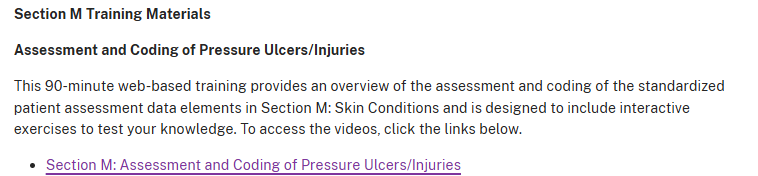 Section M Training Materials
Assessment and Coding of Pressure Ulcers/Injuries
This 90-minute web-based training provides an overview of the assessment and coding of the standardized
patient assessment data elements in Section M: Skin Conditions and is designed to include interactive
exercises to test your knowledge. To access the videos, click the links below.
• Section M: Assessment and Coding of Pressure Ulcers/Injuries